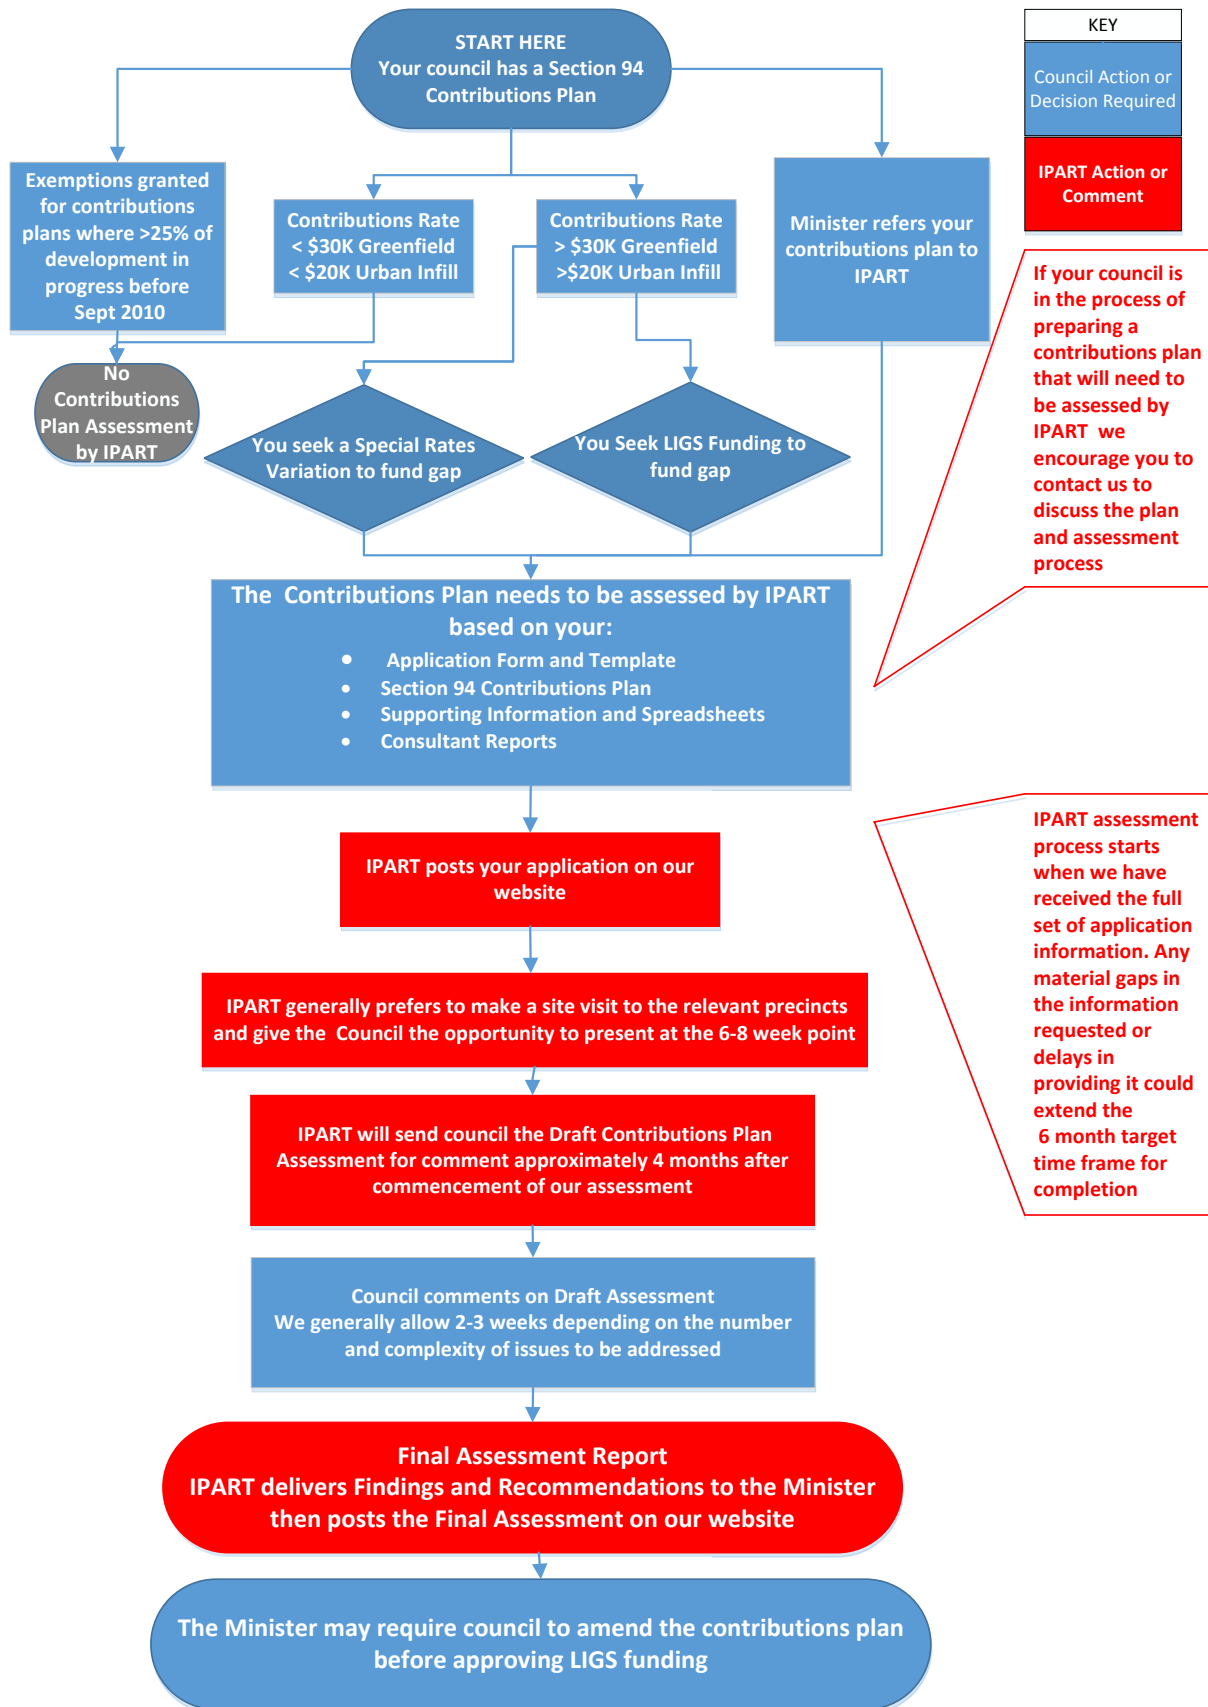 START HERE
Your council has a Section 94
Contributions Plan
KEY
Council Action or
Decision Required
IPART Action or
Comment
Exemptions granted
for contributions
plans where >25% of
development in
progress before
Sept 2010
Contributions Rate
< $30K Greenfield
< $20K Urban Infill
Contributions Rate
> $30K Greenfield
>$20K Urban Infill
Minister refers your
contributions plan to
IPART
No
Contributions
Plan Assessment
by IPART
You seek a Special Rates
Variation to fund gap
You Seek LIGS Funding to
fund gap
If your council is
in the process of
preparing a
contributions plan
that will need to
be assessed by
IPART we
encourage you to
contact us to
discuss the plan
and assessment
process
The Contributions Plan needs to be assessed by IPART
based on your:
• Application Form and Template
• Section 94 Contributions Plan
• Supporting Information and Spreadsheets
• Consultant Reports
IPART posts your application on our
website
IPART assessment
process starts
when we have
received the full
set of application
information. Any
material gaps in
the information
requested or
delays in
providing it could
extend the
6 month target
time frame for
completion
IPART generally prefers to make a site visit to the relevant precincts
and give the Council the opportunity to present at the 6-8 week point
IPART will send council the Draft Contributions Plan
Assessment for comment approximately 4 months after
commencement of our assessment
Council comments on Draft Assessment
We generally allow 2-3 weeks depending on the number
and complexity of issues to be addressed
Final Assessment Report
IPART delivers Findings and Recommendations to the Minister
then posts the Final Assessment on our website
The Minister may require council to amend the contributions plan
before approving LIGS funding